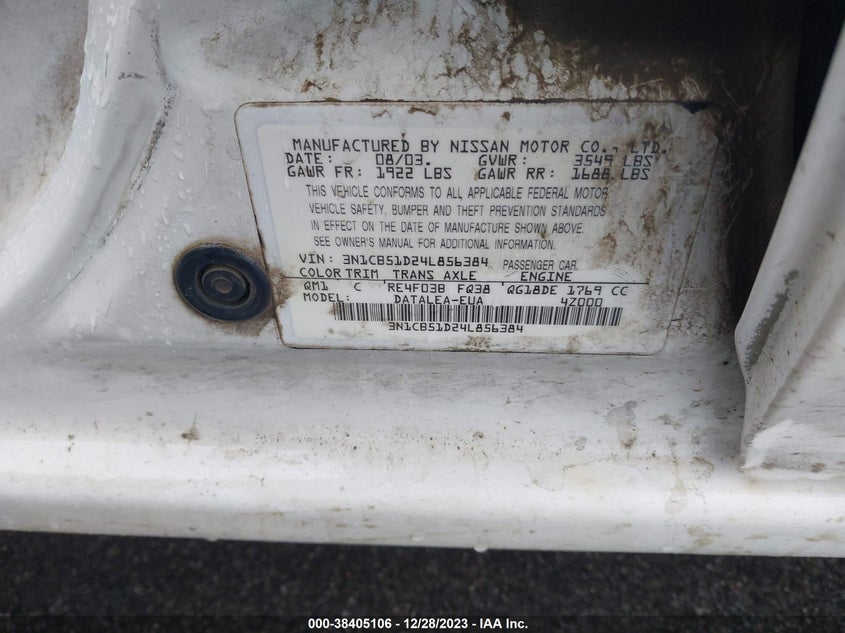 MANUFACTURED BY NISSAN MOTOR CO., LTD.
DATE: 08/03. GVWR: 3549 LBS
GAWR FR: 1922 LBS GAWR RR: 1688 LBS
THIS VEHICLE CONFORMS TO ALL APPLICABLE FEDERAL MOTOR
VEHICLE SAFETY, BUMPER AND THEFT PREVENTION STANDARDS
IN EFFECT ON THE DATE OF MANUFACTURE SHOWN ABOVE.
SEE OWNER'S MANUAL FOR ADDITIONAL INFORMATION.
VIN: 3N1CB51D24L856384, PASSENGER CAR.
COLOR TRIM TRANS AXLE ENGINE
QM1 C RE4F03B FQ38 QG18DE 1769 CC
MODEL: DATALEA-EUA 4Z000
3N1CB51D24L856384
000-38405106 - 12/28/2023 - IAA Inc.